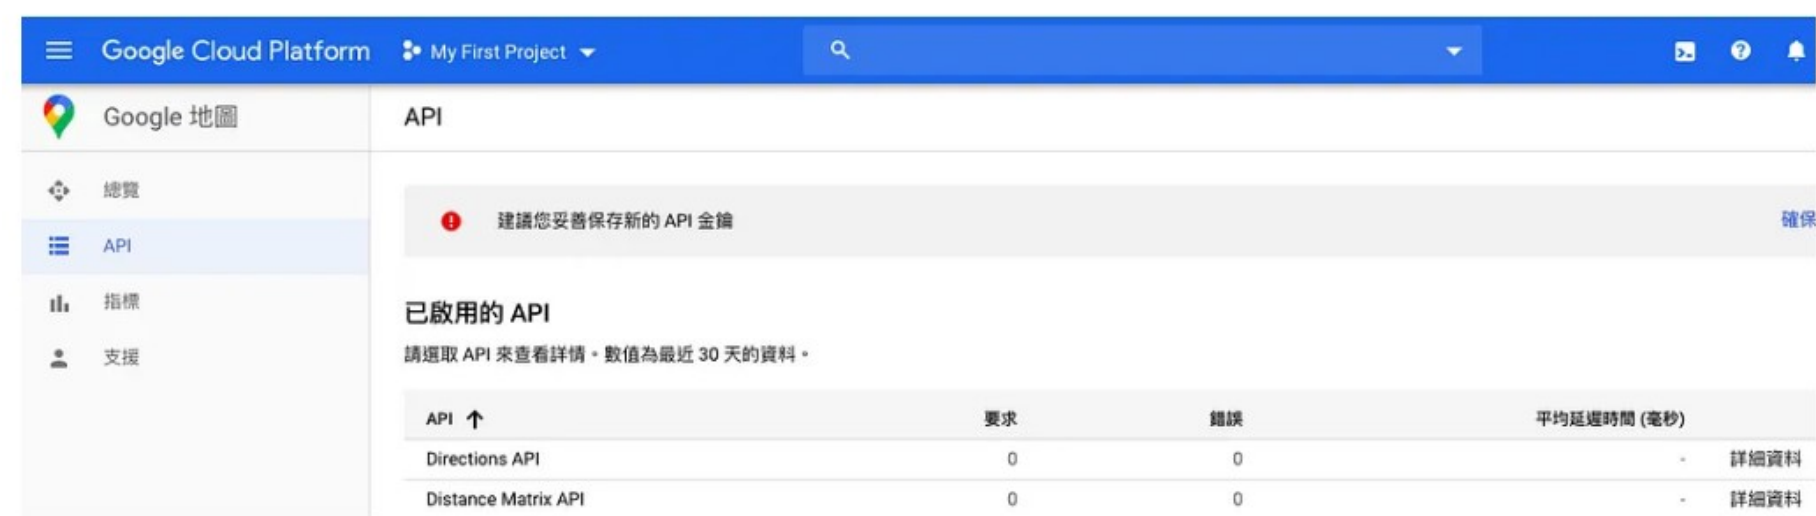 Google Cloud Platform My First Project
Google 地圖
API
總覽
API
指標
支援
建議您妥善保存新的 API 金鑰
確保
已啟用的 API
請選取 API 來查看詳情。數值為最近 30 天的資料。
API ↑ 要求 錯誤 平均延遲時間 (毫秒)
Directions API 0 0 - 詳細資料
Distance Matrix API 0 0 - 詳細資料